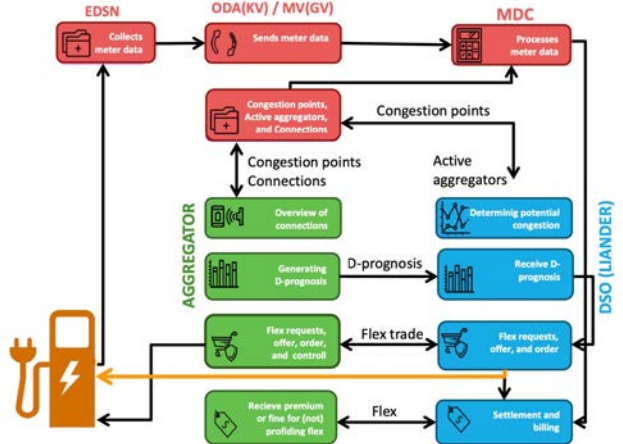 EDSN
ODA(KV) / MV(GV)
MDC
Collects
meter data
Sends meter data
Processes
meter data
Congestion points,
Active aggregators,
and Connections
Congestion points
Congestion points
Connections
Active
aggregators
AGGREGATOR
DSO (LIANDER)
Overview of
connections
Determinig potential
congestion
Generating
D-prognosis
D-prognosis
Receive D-
prognosis
Flex requests,
offer, order,
and controll
Flex trade
Flex requests,
offer, and order
Recieve premium
or fine for (not)
profiding flex
Flex
Settlement and
billing